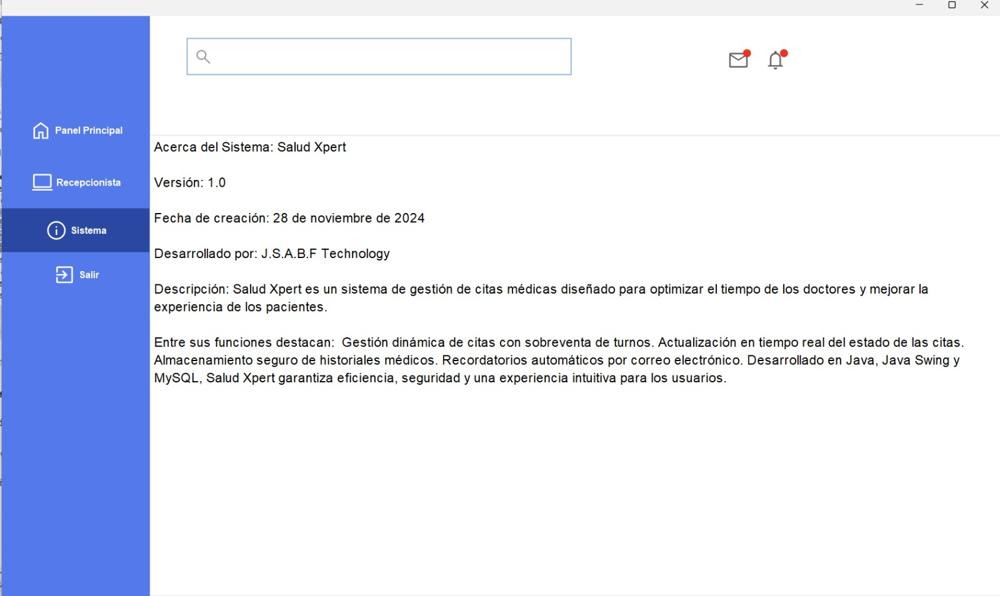 Panel Principal
Recepcionista
Sistema
Salir
Acerca del Sistema: Salud Xpert
Versión: 1.0
Fecha de creación: 28 de noviembre de 2024
Desarrollado por: J.S.A.B.F Technology
Descripción: Salud Xpert es un sistema de gestión de citas médicas diseñado para optimizar el tiempo de los doctores y mejorar la
experiencia de los pacientes.
Entre sus funciones destacan:  Gestión dinámica de citas con sobreventa de turnos. Actualización en tiempo real del estado de las citas.
Almacenamiento seguro de historiales médicos. Recordatorios automáticos por correo electrónico. Desarrollado en Java, Java Swing y
MySQL, Salud Xpert garantiza eficiencia, seguridad y una experiencia intuitiva para los usuarios.